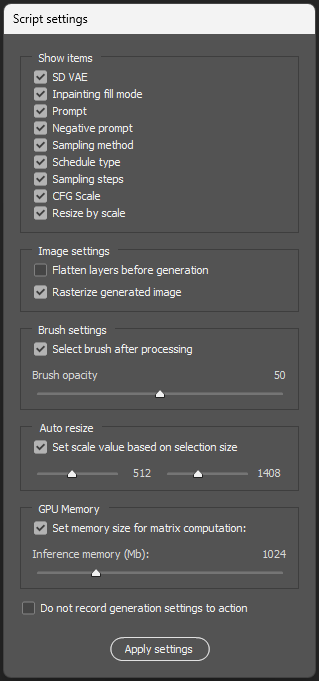 Script settings
Show items
SD VAE
Inpainting fill mode
Prompt
Negative prompt
Sampling method
Schedule type
Sampling steps
CFG Scale
Resize by scale
Image settings
Flatten layers before generation
Rasterize generated image
Brush settings
Select brush after processing
Brush opacity 50
Auto resize
Set scale value based on selection size
512 1408
GPU Memory
Set memory size for matrix computation:
Inference memory (Mb): 1024
Do not record generation settings to action
Apply settings